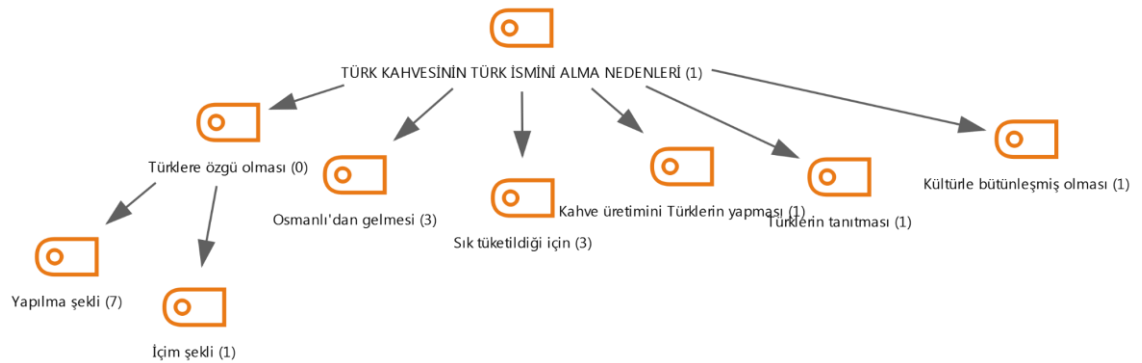 TÜRK KAHVESİNİN TÜRK İSMİNİ ALMA NEDENLERİ (1)
Türklere özgü olması (0)
Osmanlı'dan gelmesi (3)
Sık tüketildiği için (3)
Kahve üretimini Türklerin yapması (1)
Türklerin tanıtması (1)
Kültürle bütünleşmiş olması (1)
Yapılma şekli (7)
İçim şekli (1)